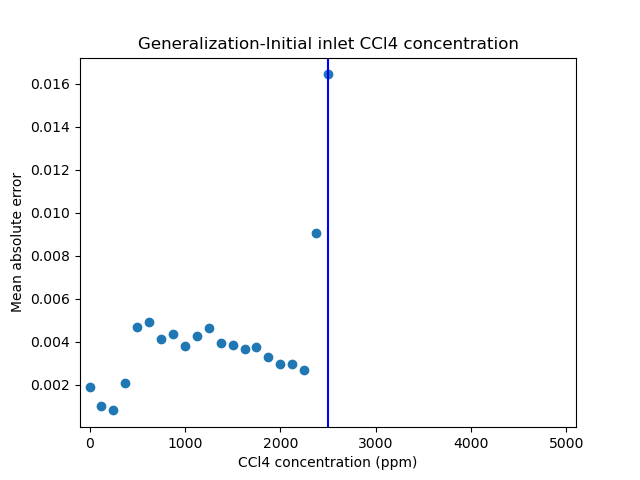 Generalization-Initial inlet CCl4 concentration
0.016
0.014
0.012
0.010
0.008
0.006
0.004
0.002
Mean absolute error
0 1000 2000 3000 4000 5000
CCl4 concentration (ppm)